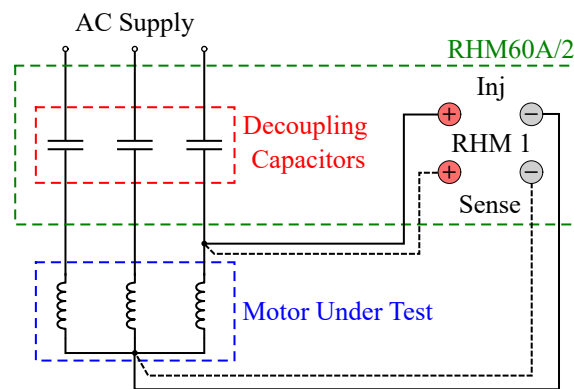 AC Supply
RHM60A/2
Inj
Decoupling
Capacitors
+ −
RHM 1
+ −
Sense
Motor Under Test